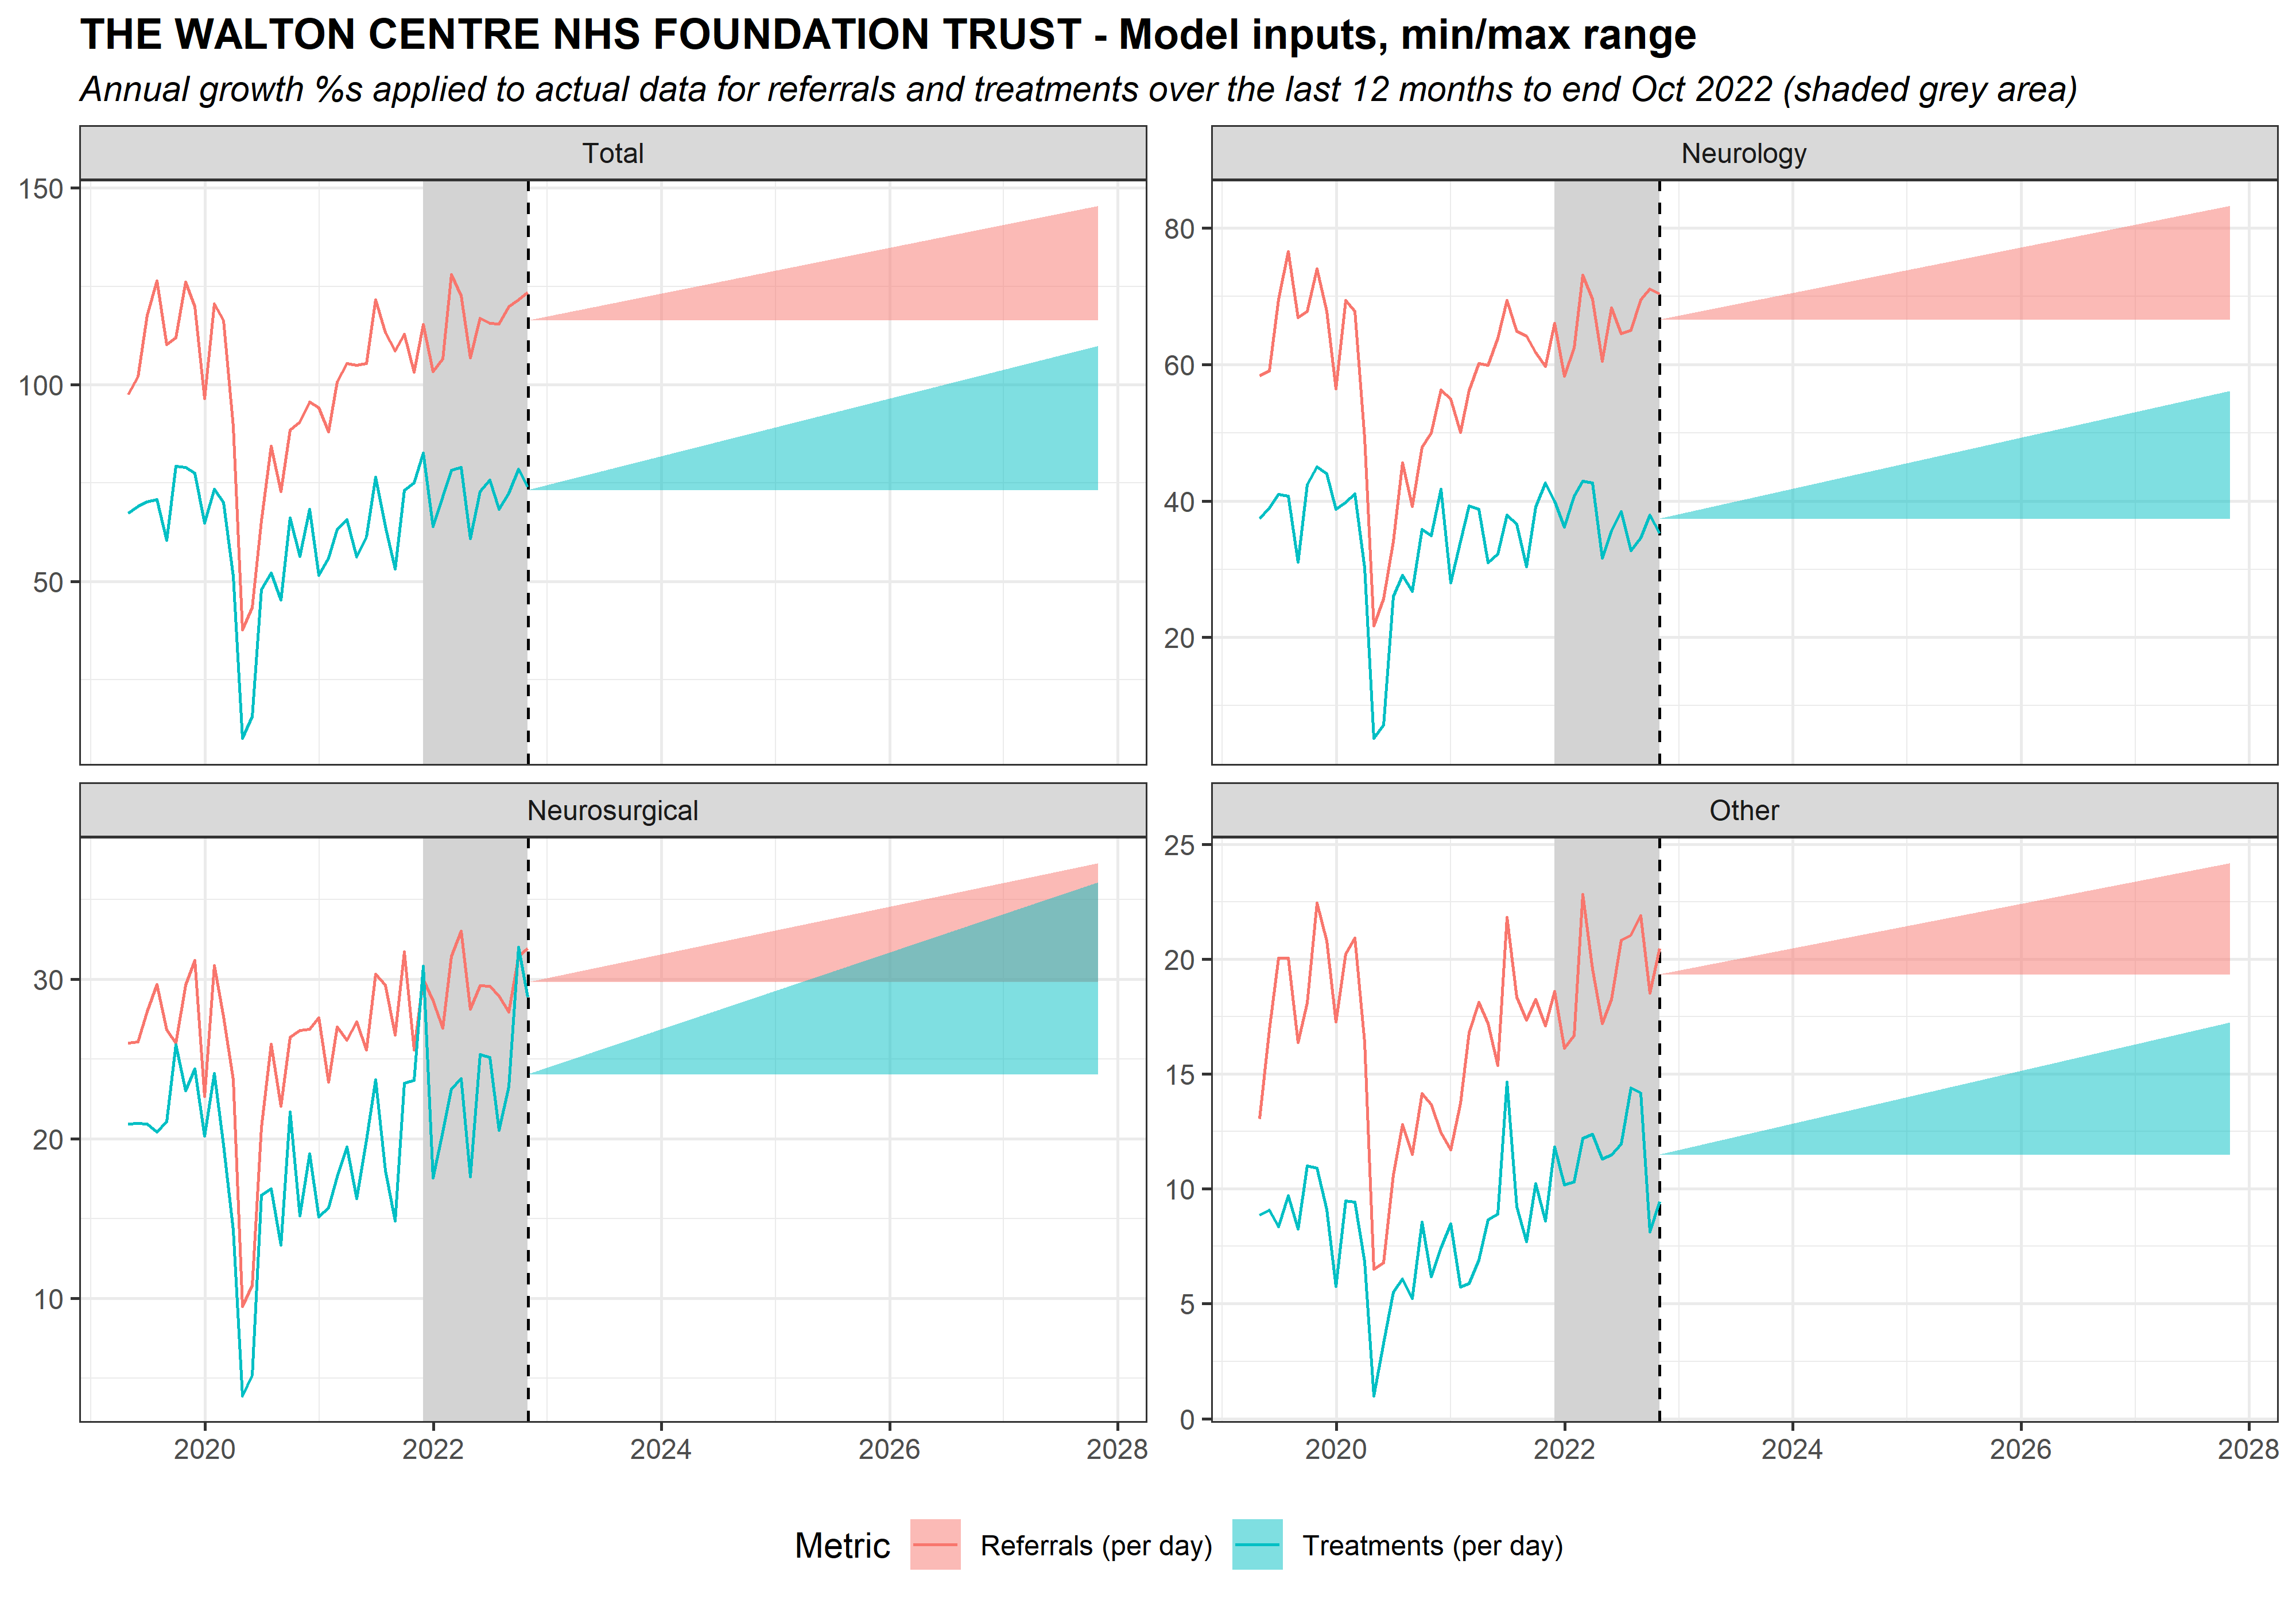 THE WALTON CENTRE NHS FOUNDATION TRUST - Model inputs, min/max range
Annual growth %s applied to actual data for referrals and treatments over the last 12 months to end Oct 2022 (shaded grey area)
Total
150
100
50
Neurology
80
60
40
20
Neurosurgical
30
20
10
2020 2022 2024 2026 2028
Other
25
20
15
10
5
0
2020 2022 2024 2026 2028
Metric Referrals (per day) Treatments (per day)